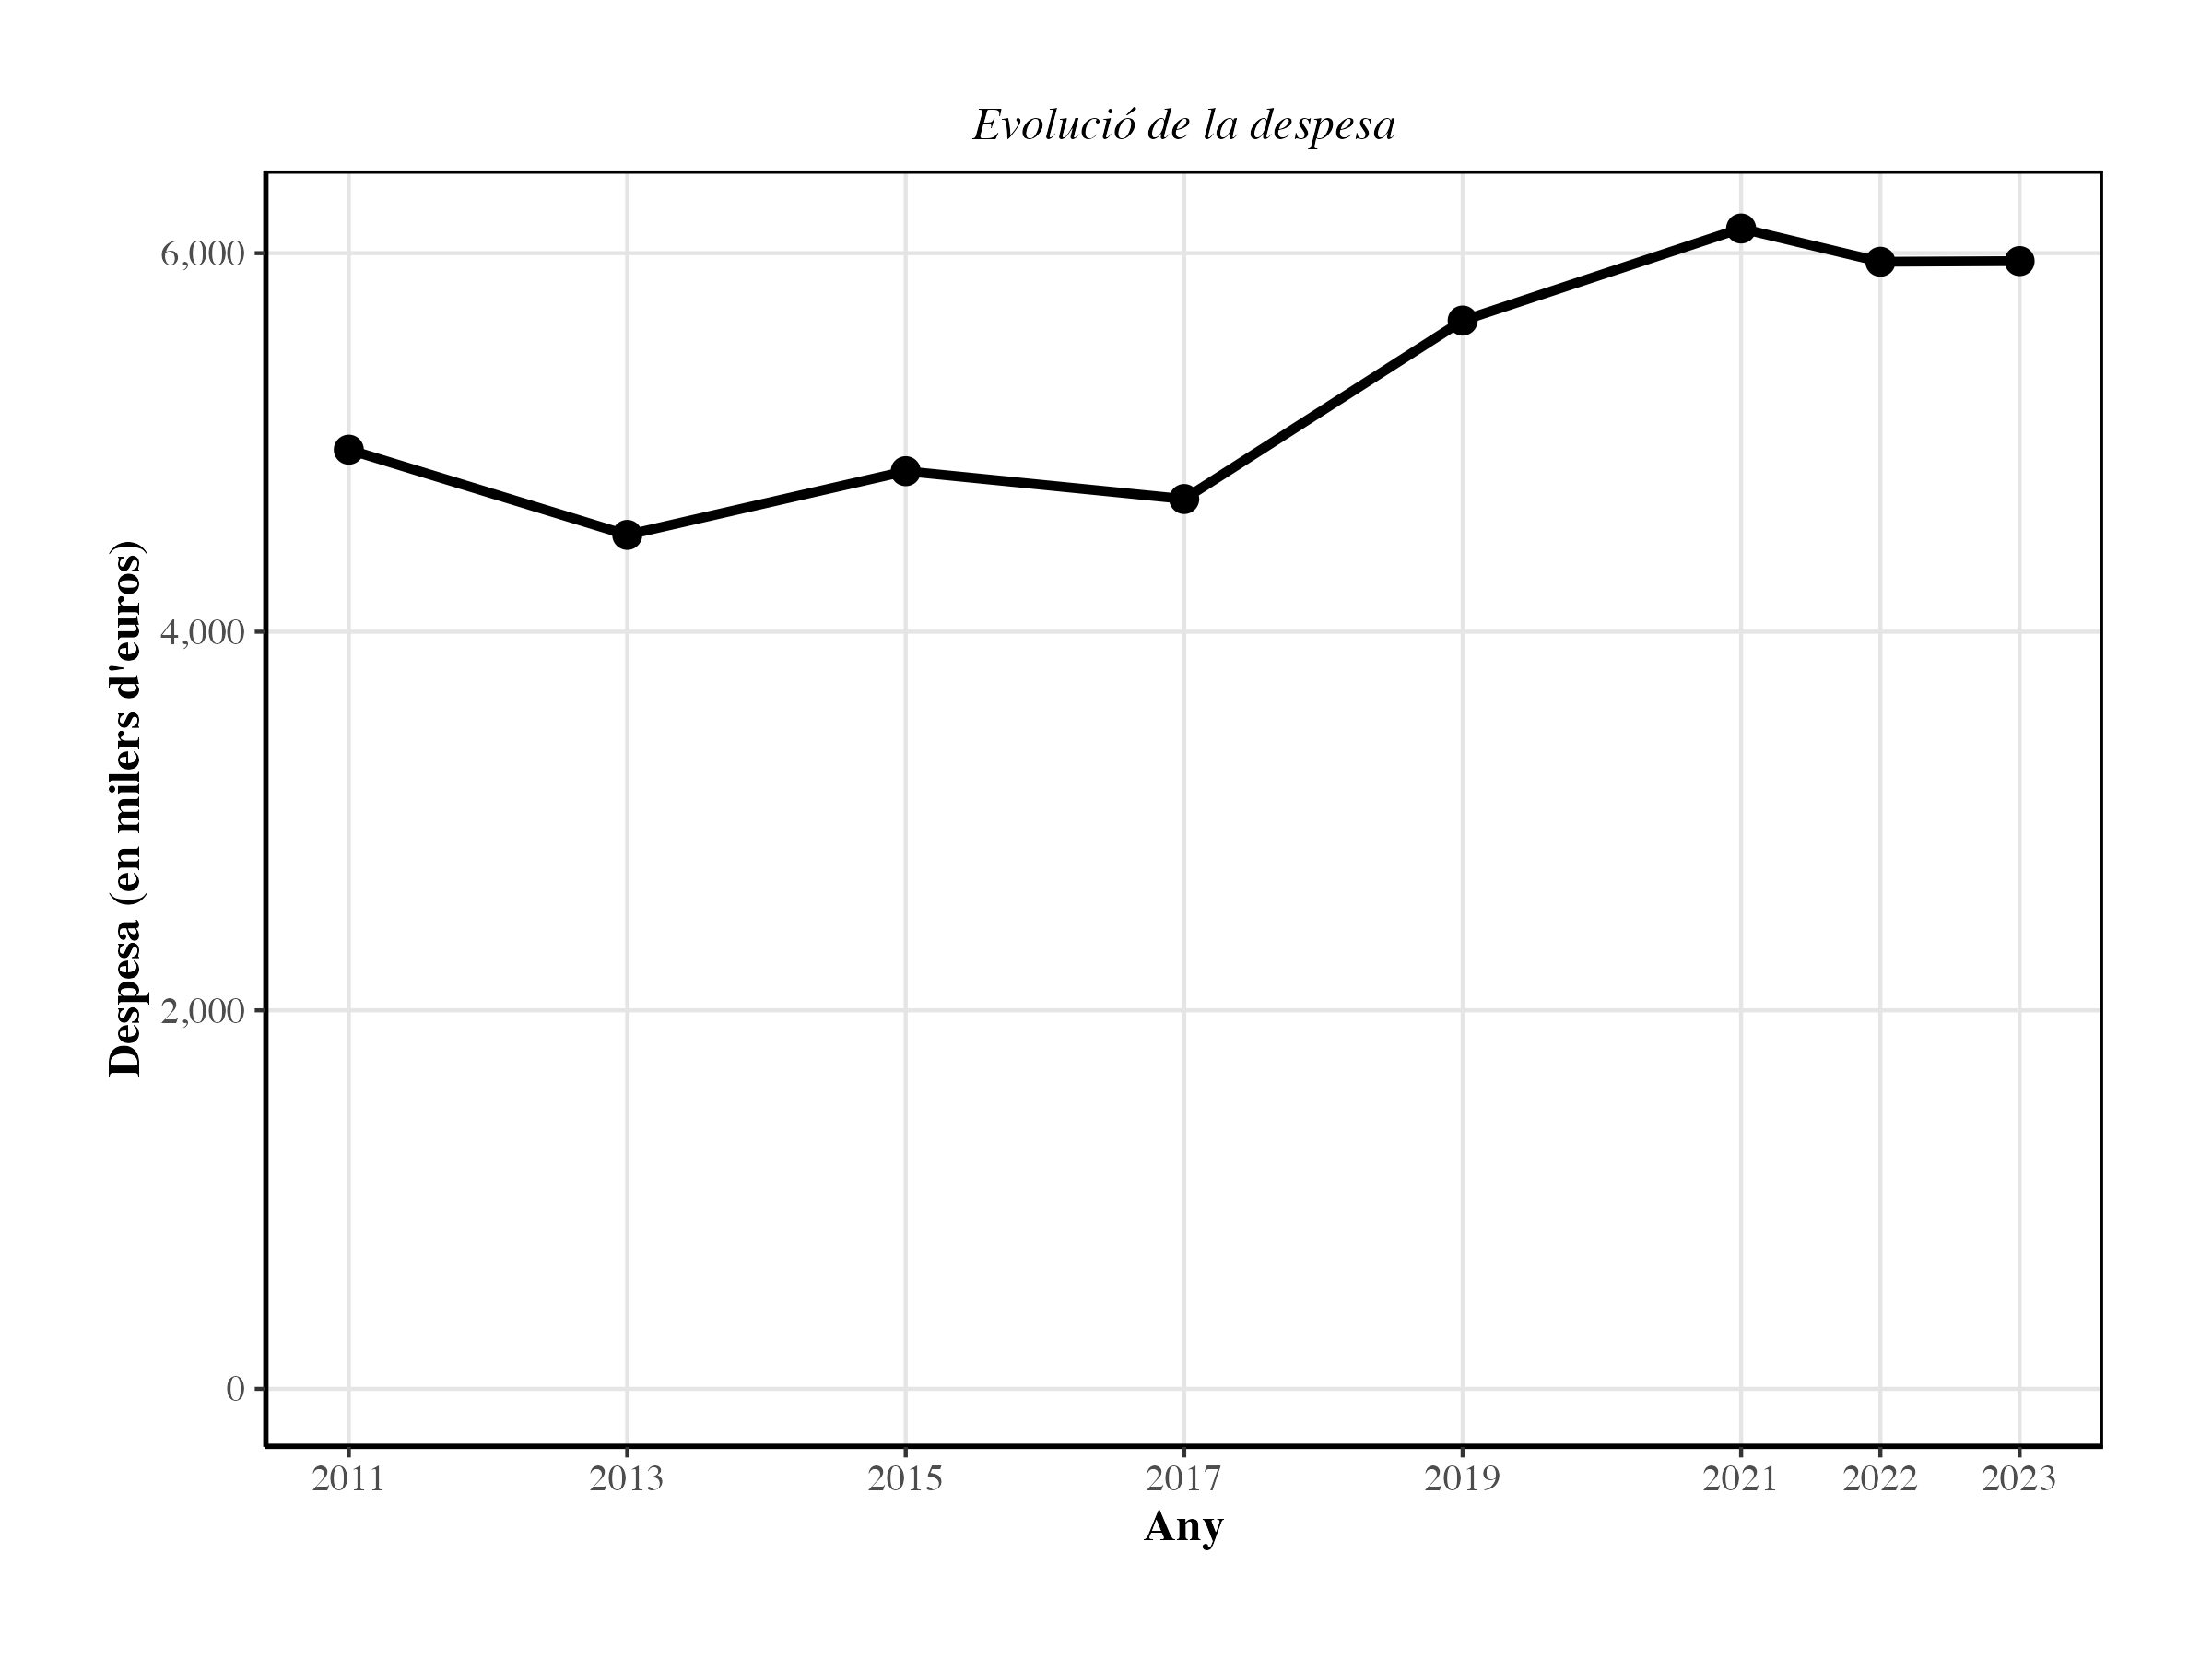 Evolució de la despesa
Despesa (en milers d'euros)
6,000
4,000
2,000
0
2011 2013 2015 2017 2019 2021 2022 2023
Any